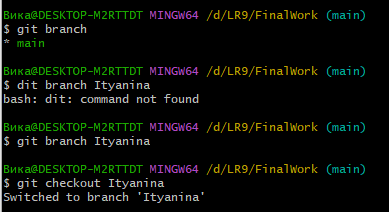 Вика@DESKTOP-M2RTTDT MINGW64 /d/LR9/FinalWork (main)
$ git branch
* main
Вика@DESKTOP-M2RTTDT MINGW64 /d/LR9/FinalWork (main)
$ dit branch Ityanina
bash: dit: command not found
Вика@DESKTOP-M2RTTDT MINGW64 /d/LR9/FinalWork (main)
$ git branch Ityanina
Вика@DESKTOP-M2RTTDT MINGW64 /d/LR9/FinalWork (main)
$ git checkout Ityanina
Switched to branch 'Ityanina'